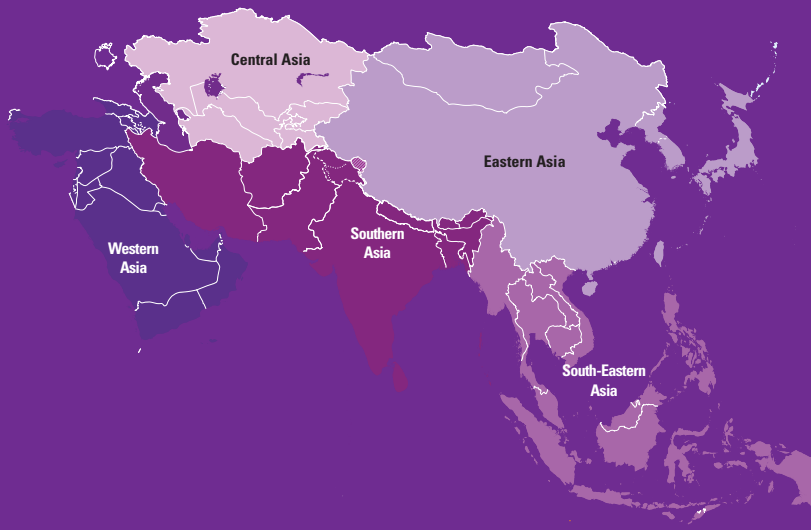 Central Asia
Eastern Asia
Western
Asia
Southern
Asia
South-Eastern
Asia